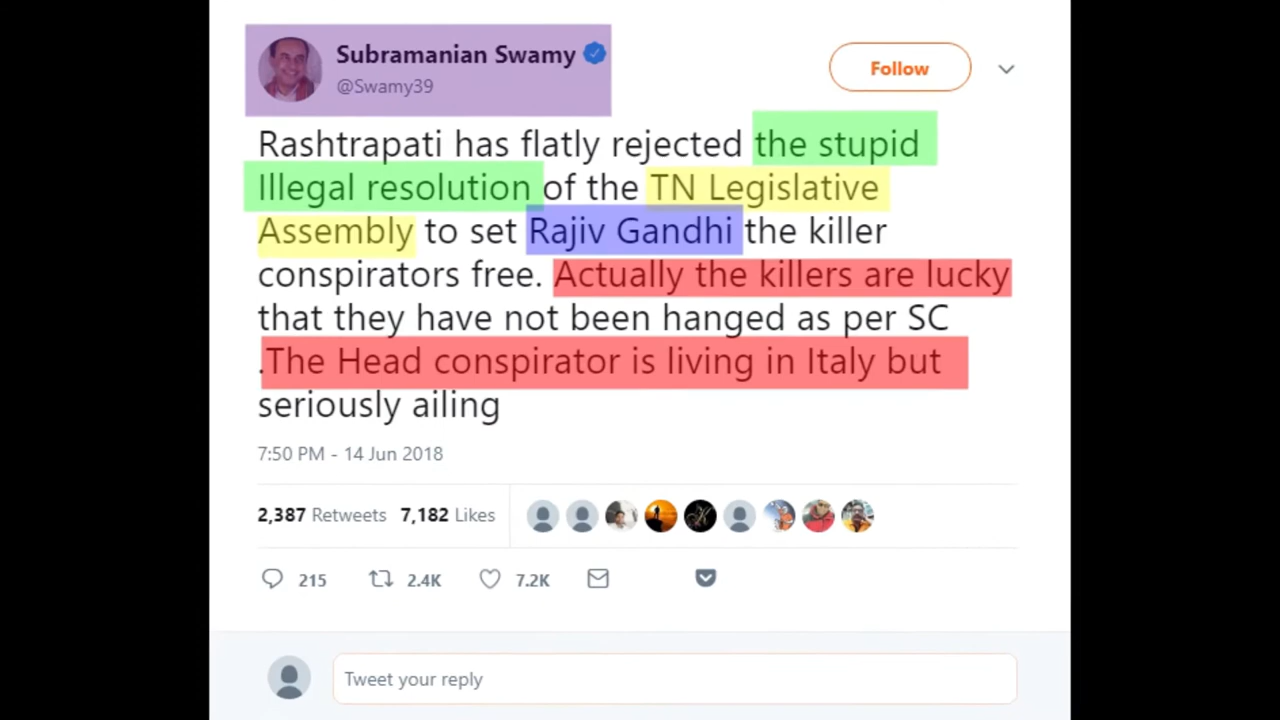 Subramanian Swamy
@Swamy39
Follow
Rashtrapati has flatly rejected the stupid
Illegal resolution of the TN Legislative
Assembly to set Rajiv Gandhi the killer
conspirators free. Actually the killers are lucky
that they have not been hanged as per SC
.The Head conspirator is living in Italy but
seriously ailing
7:50 PM - 14 Jun 2018
2,387 Retweets 7,182 Likes
215 2.4K 7.2K
Tweet your reply